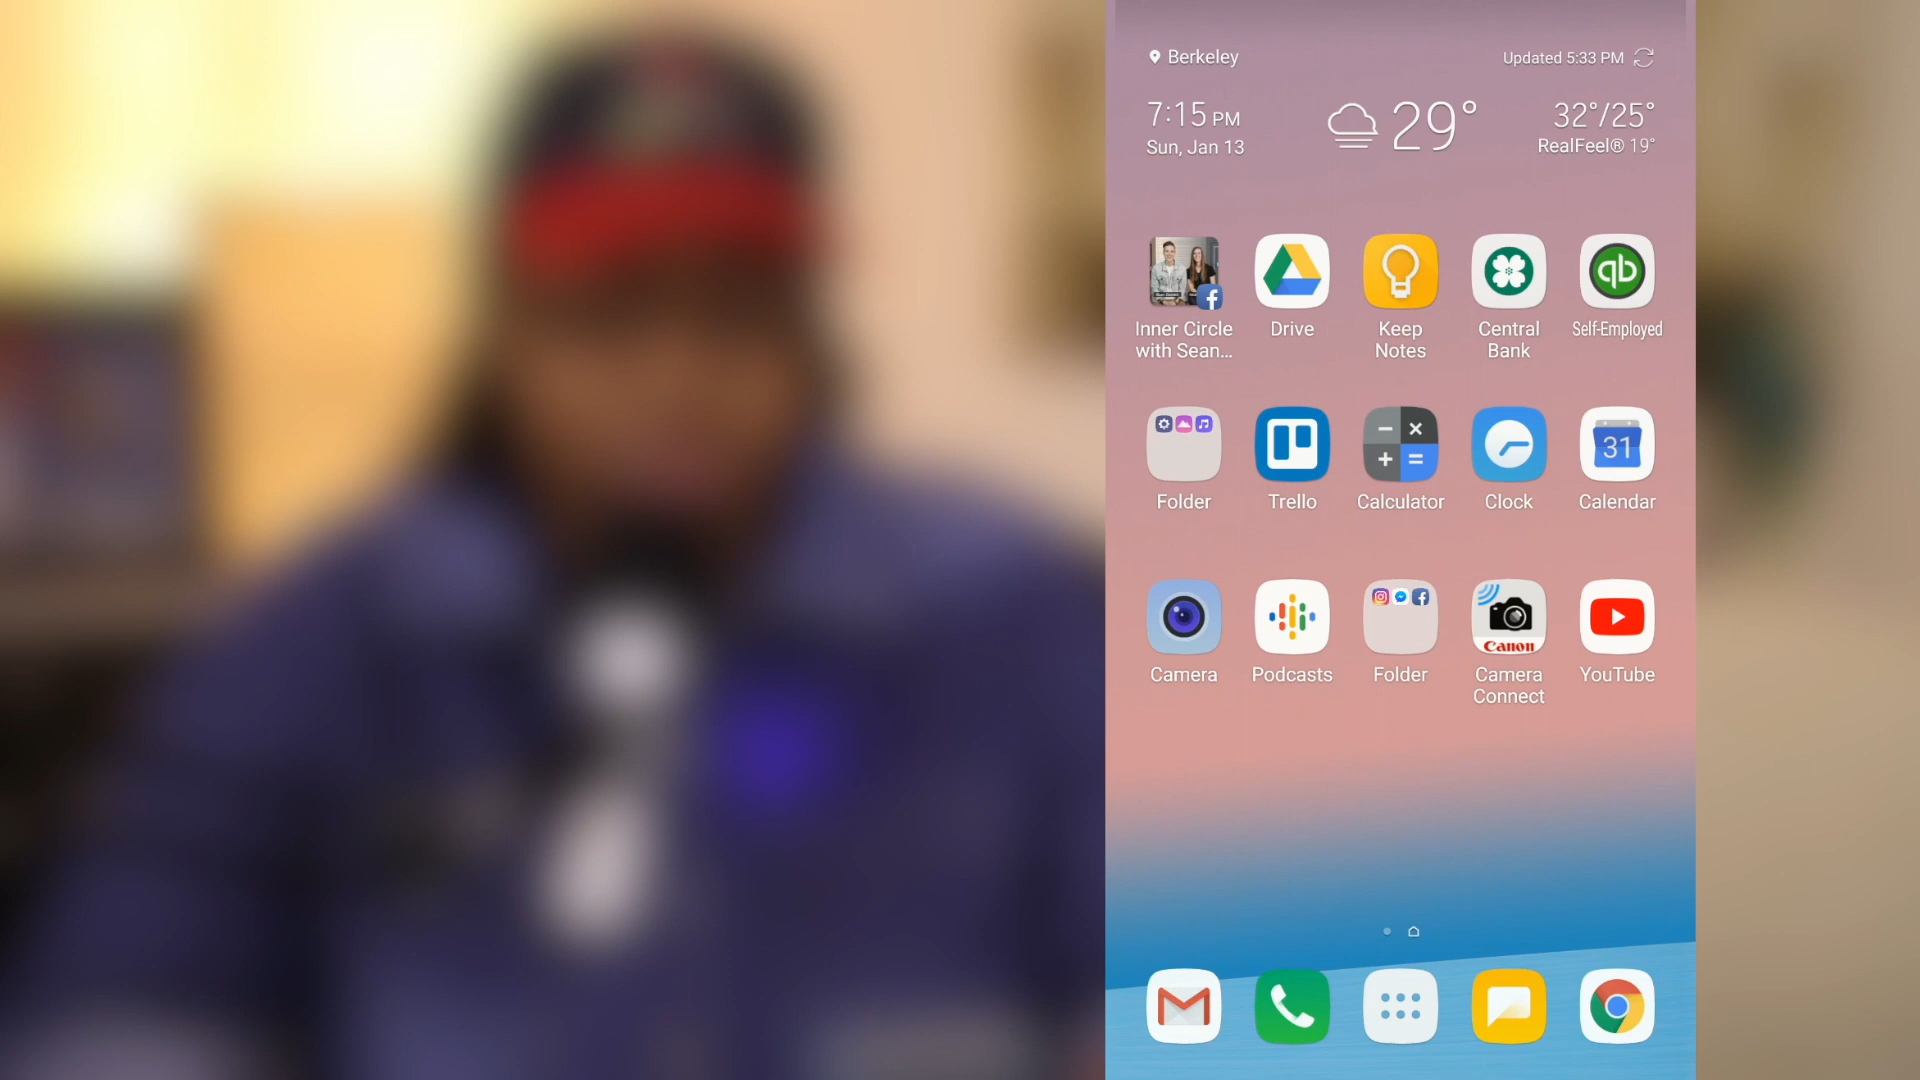 Berkeley
Updated 5:33 PM
7:15 PM
29°
32°/25°
Sun, Jan 13
RealFeel® 19°
Inner Circle
with Sean...
Drive
Keep
Notes
Central
Bank
qb
Self-Employed
Folder
Trello
Calculator
Clock
31
Calendar
Camera
Podcasts
Folder
Canon
Camera
Connect
YouTube